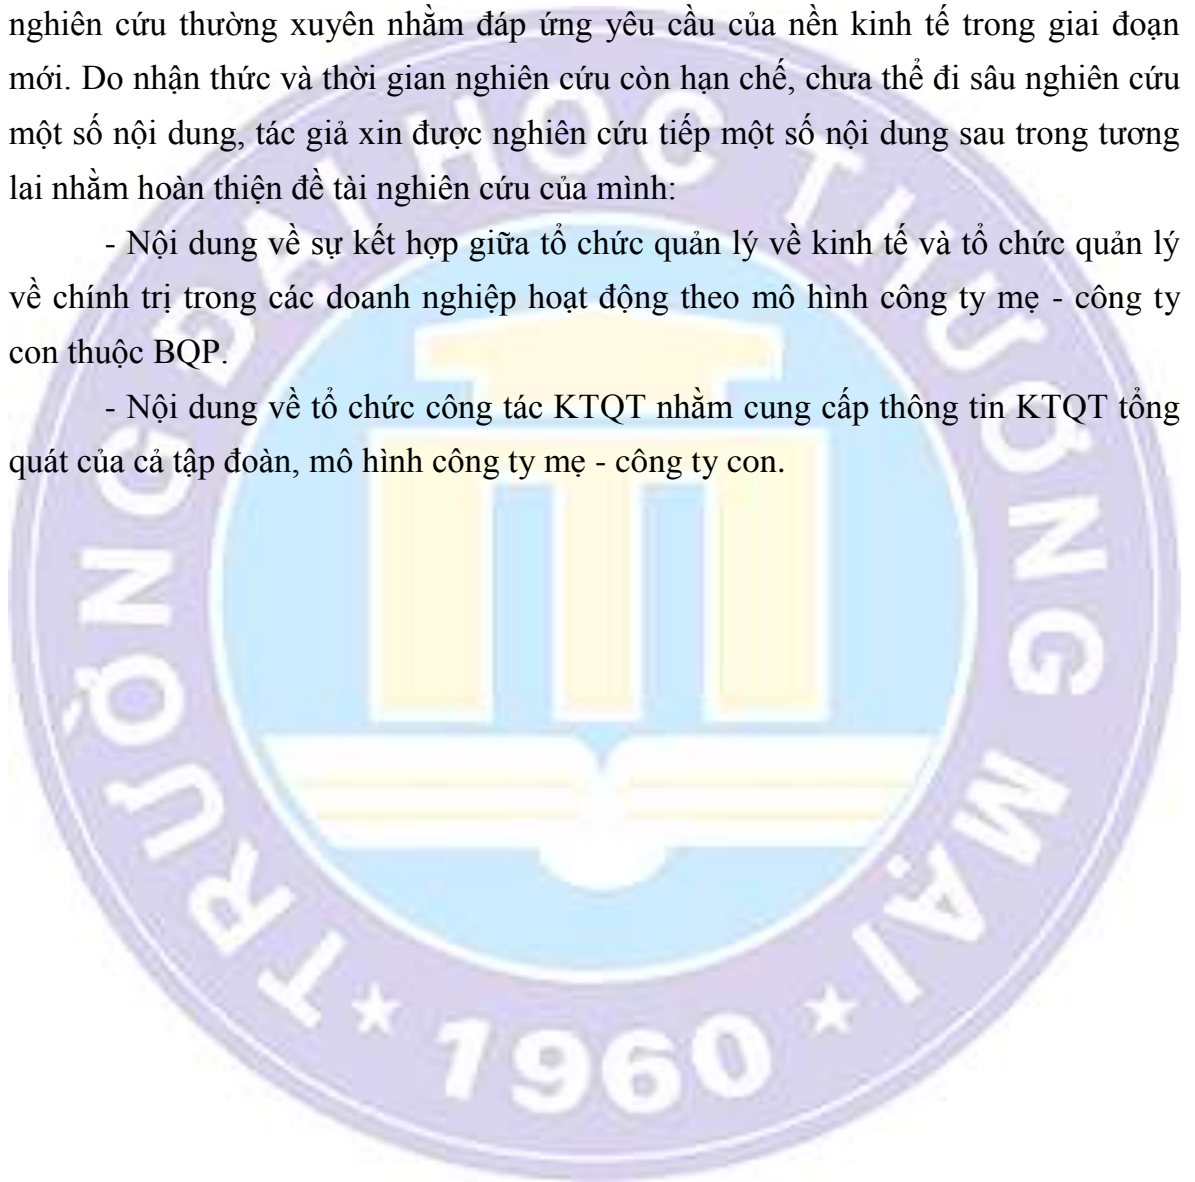 nghiên cứu thường xuyên nhằm đáp ứng yêu cầu của nền kinh tế trong giai đoạn
mới. Do nhận thức và thời gian nghiên cứu còn hạn chế, chưa thể đi sâu nghiên cứu
một số nội dung, tác giả xin được nghiên cứu tiếp một số nội dung sau trong tương
lai nhằm hoàn thiện đề tài nghiên cứu của mình:
- Nội dung về sự kết hợp giữa tổ chức quản lý về kinh tế và tổ chức quản lý
về chính trị trong các doanh nghiệp hoạt động theo mô hình công ty mẹ - công ty
con thuộc BQP.
- Nội dung về tổ chức công tác KTQT nhằm cung cấp thông tin KTQT tổng
quát của cả tập đoàn, mô hình công ty mẹ - công ty con.
TRƯỜNG ĐẠI HỌC THƯƠNG MẠI
* 1960 *